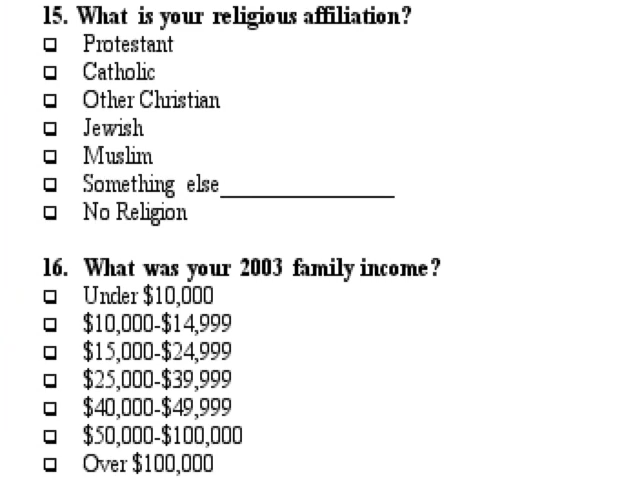 15. What is your religious affiliation?
❑ Protestant
❑ Catholic
❑ Other Christian
❑ Jewish
❑ Muslim
❑ Something else_______________
❑ No Religion
16. What was your 2003 family income?
❑ Under $10,000
❑ $10,000-$14,999
❑ $15,000-$24,999
❑ $25,000-$39,999
❑ $40,000-$49,999
❑ $50,000-$100,000
❑ Over $100,000